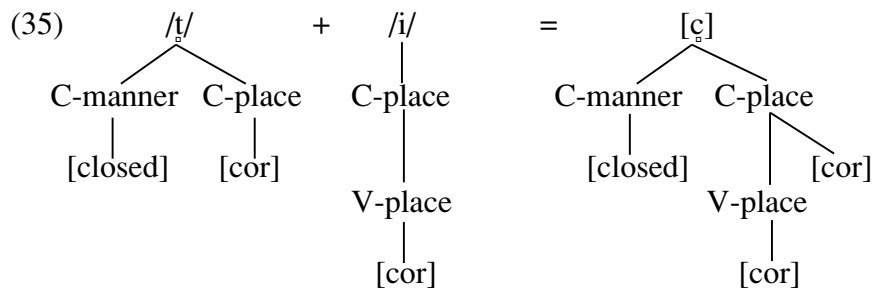 (35) /t̻/ + /i/ = [c̻]
C-manner C-place C-place C-manner C-place
[closed] [cor] [closed] [cor]
V-place V-place
[cor] [cor]